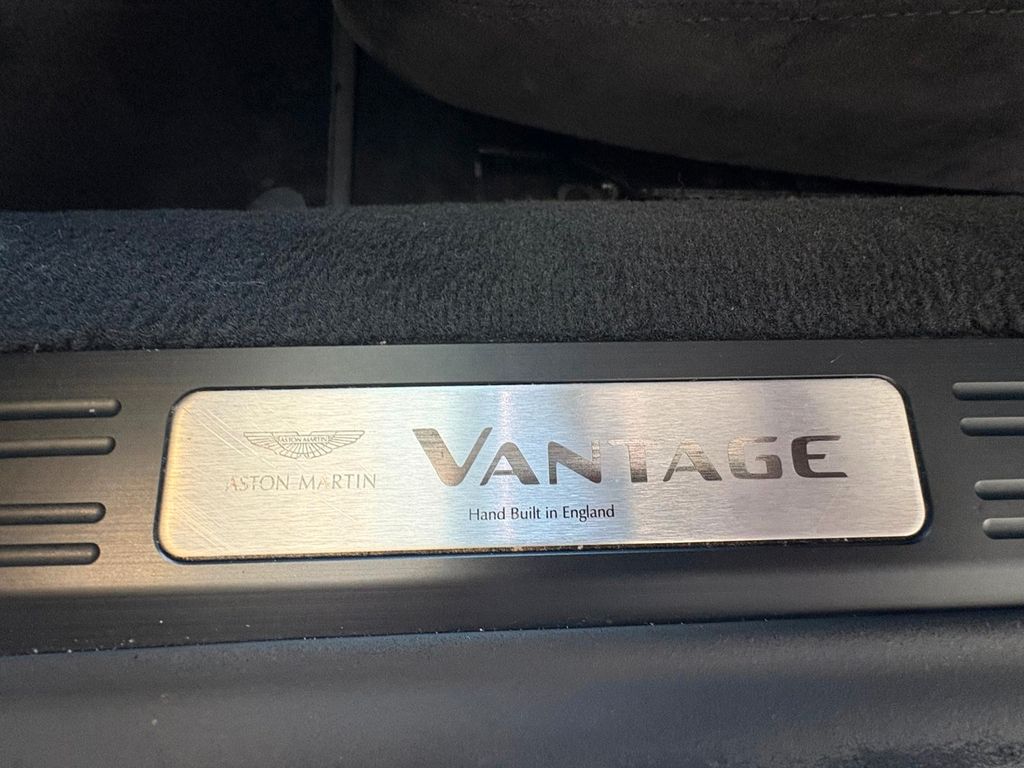 ASTON MARTIN
ASTON MARTIN
VANTAGE
Hand Built in England